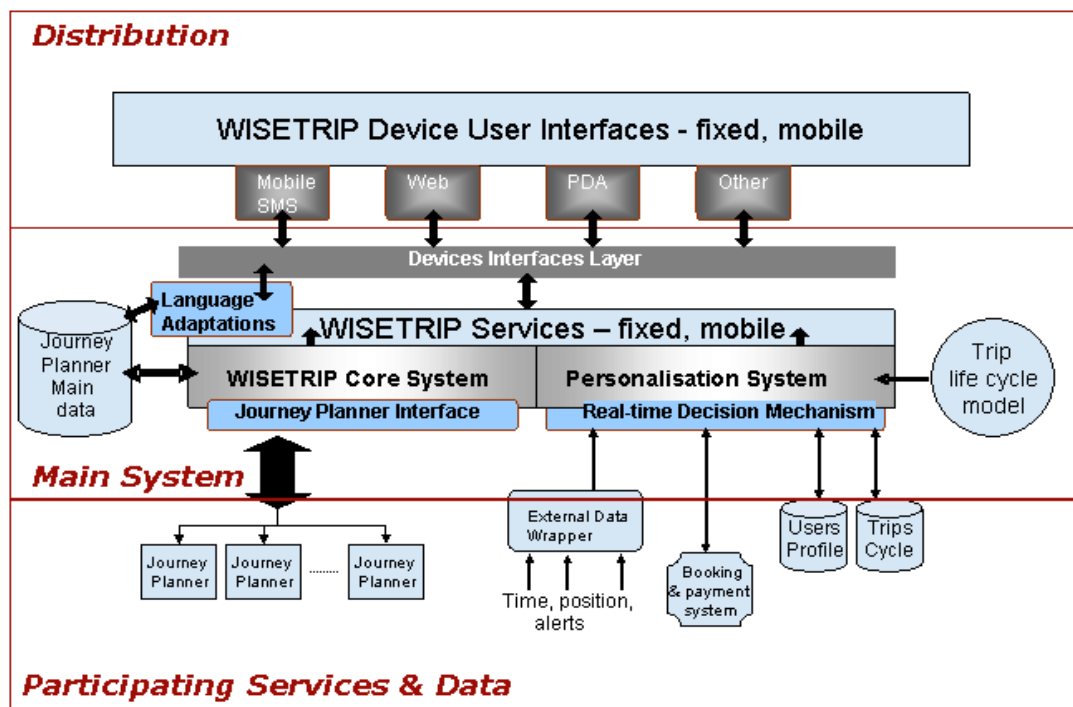 Distribution
WISETRIP Device User Interfaces - fixed, mobile
Mobile
SMS
Web
PDA
Other
Devices Interfaces Layer
Language
Adaptations
WISETRIP Services – fixed, mobile
Journey
Planner
Main
data
WISETRIP Core System
Personalisation System
Trip
life cycle
model
Journey Planner Interface
Real-time Decision Mechanism
Main System
External Data
Wrapper
Users
Profile
Trips
Cycle
Journey
Planner
Journey
Planner
........
Journey
Planner
Time, position,
alerts
Booking
& payment
system
Participating Services & Data